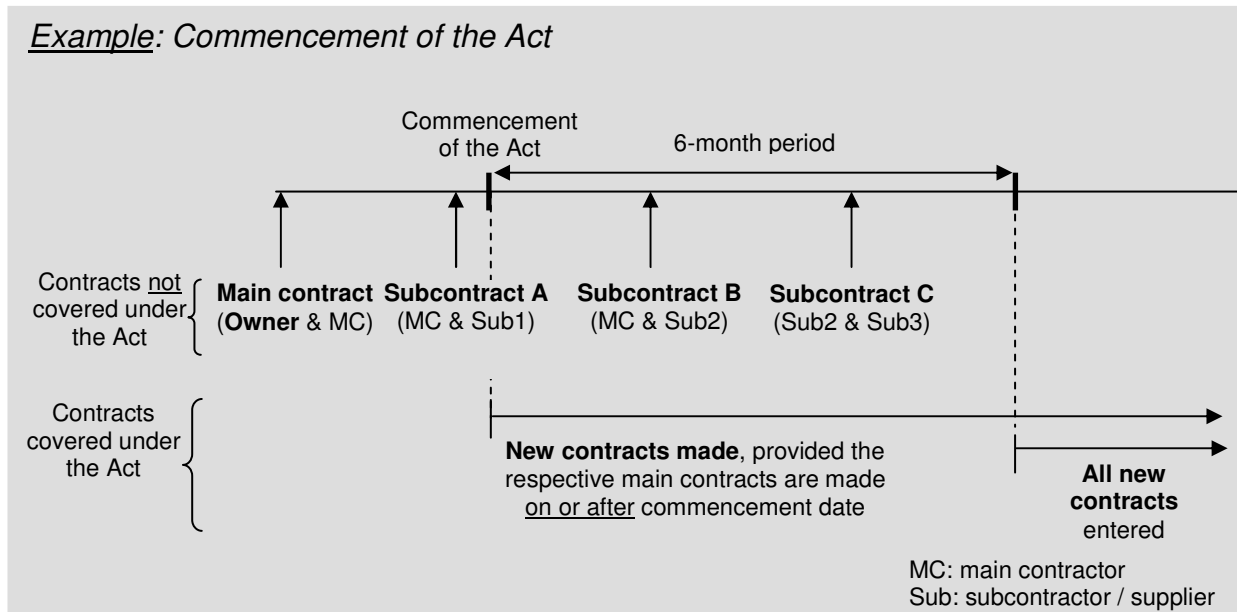 Example: Commencement of the Act
Commencement
of the Act
6-month period
Contracts not
covered under
the Act
Main contract
(Owner & MC)
Subcontract A
(MC & Sub1)
Subcontract B
(MC & Sub2)
Subcontract C
(Sub2 & Sub3)
Contracts
covered under
the Act
New contracts made, provided the
respective main contracts are made
on or after commencement date
All new
contracts
entered
MC: main contractor
Sub: subcontractor / supplier